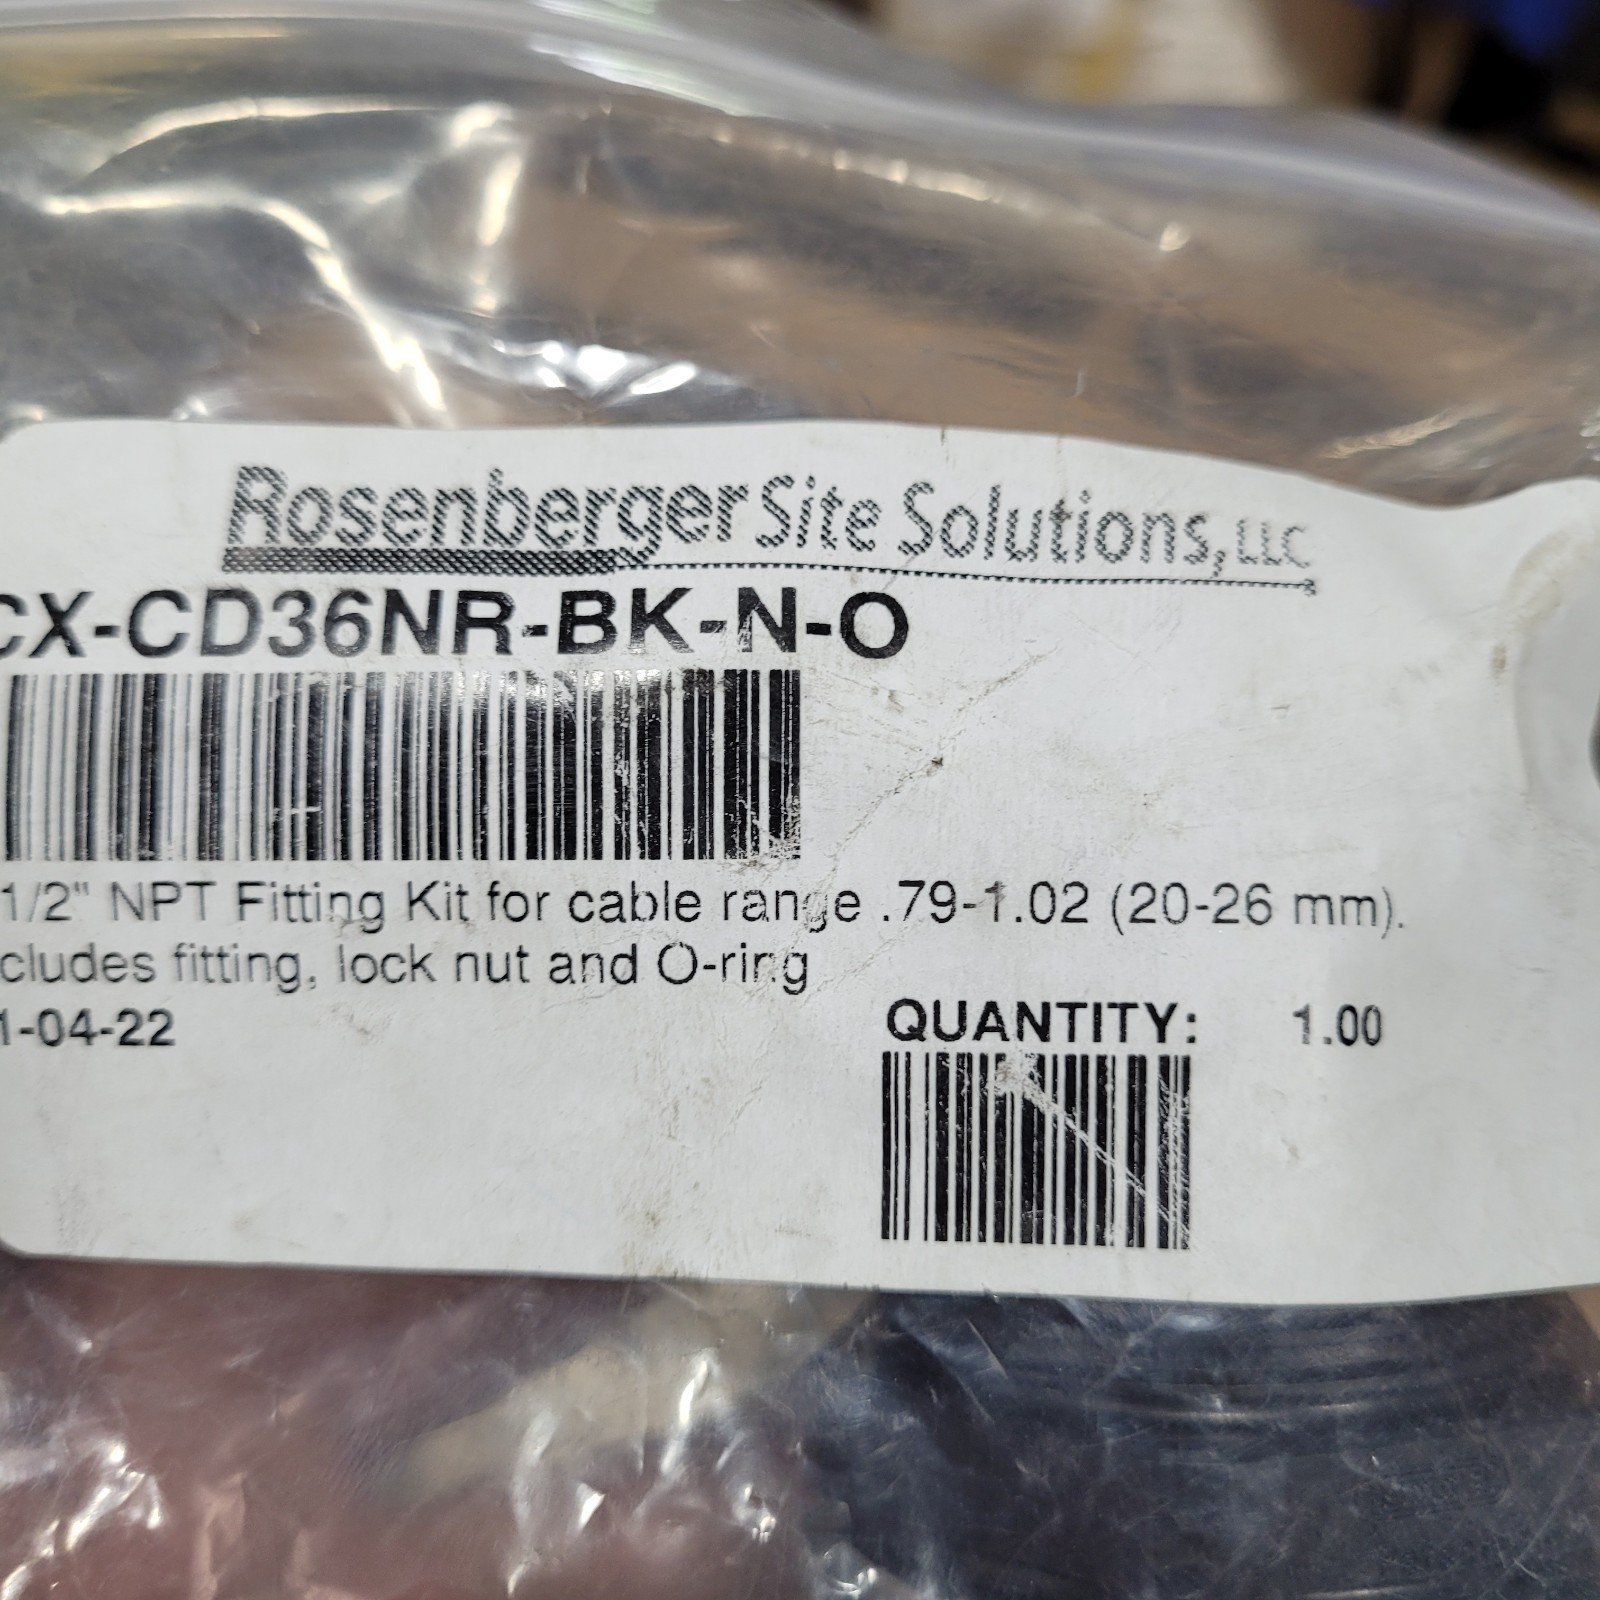 Rosenberger Site Solutions, LLC
CX-CD36NR-BK-N-O
1/2" NPT Fitting Kit for cable range .79-1.02 (20-26 mm).
cludes fitting, lock nut and O-ring
1-04-22
QUANTITY: 1.00